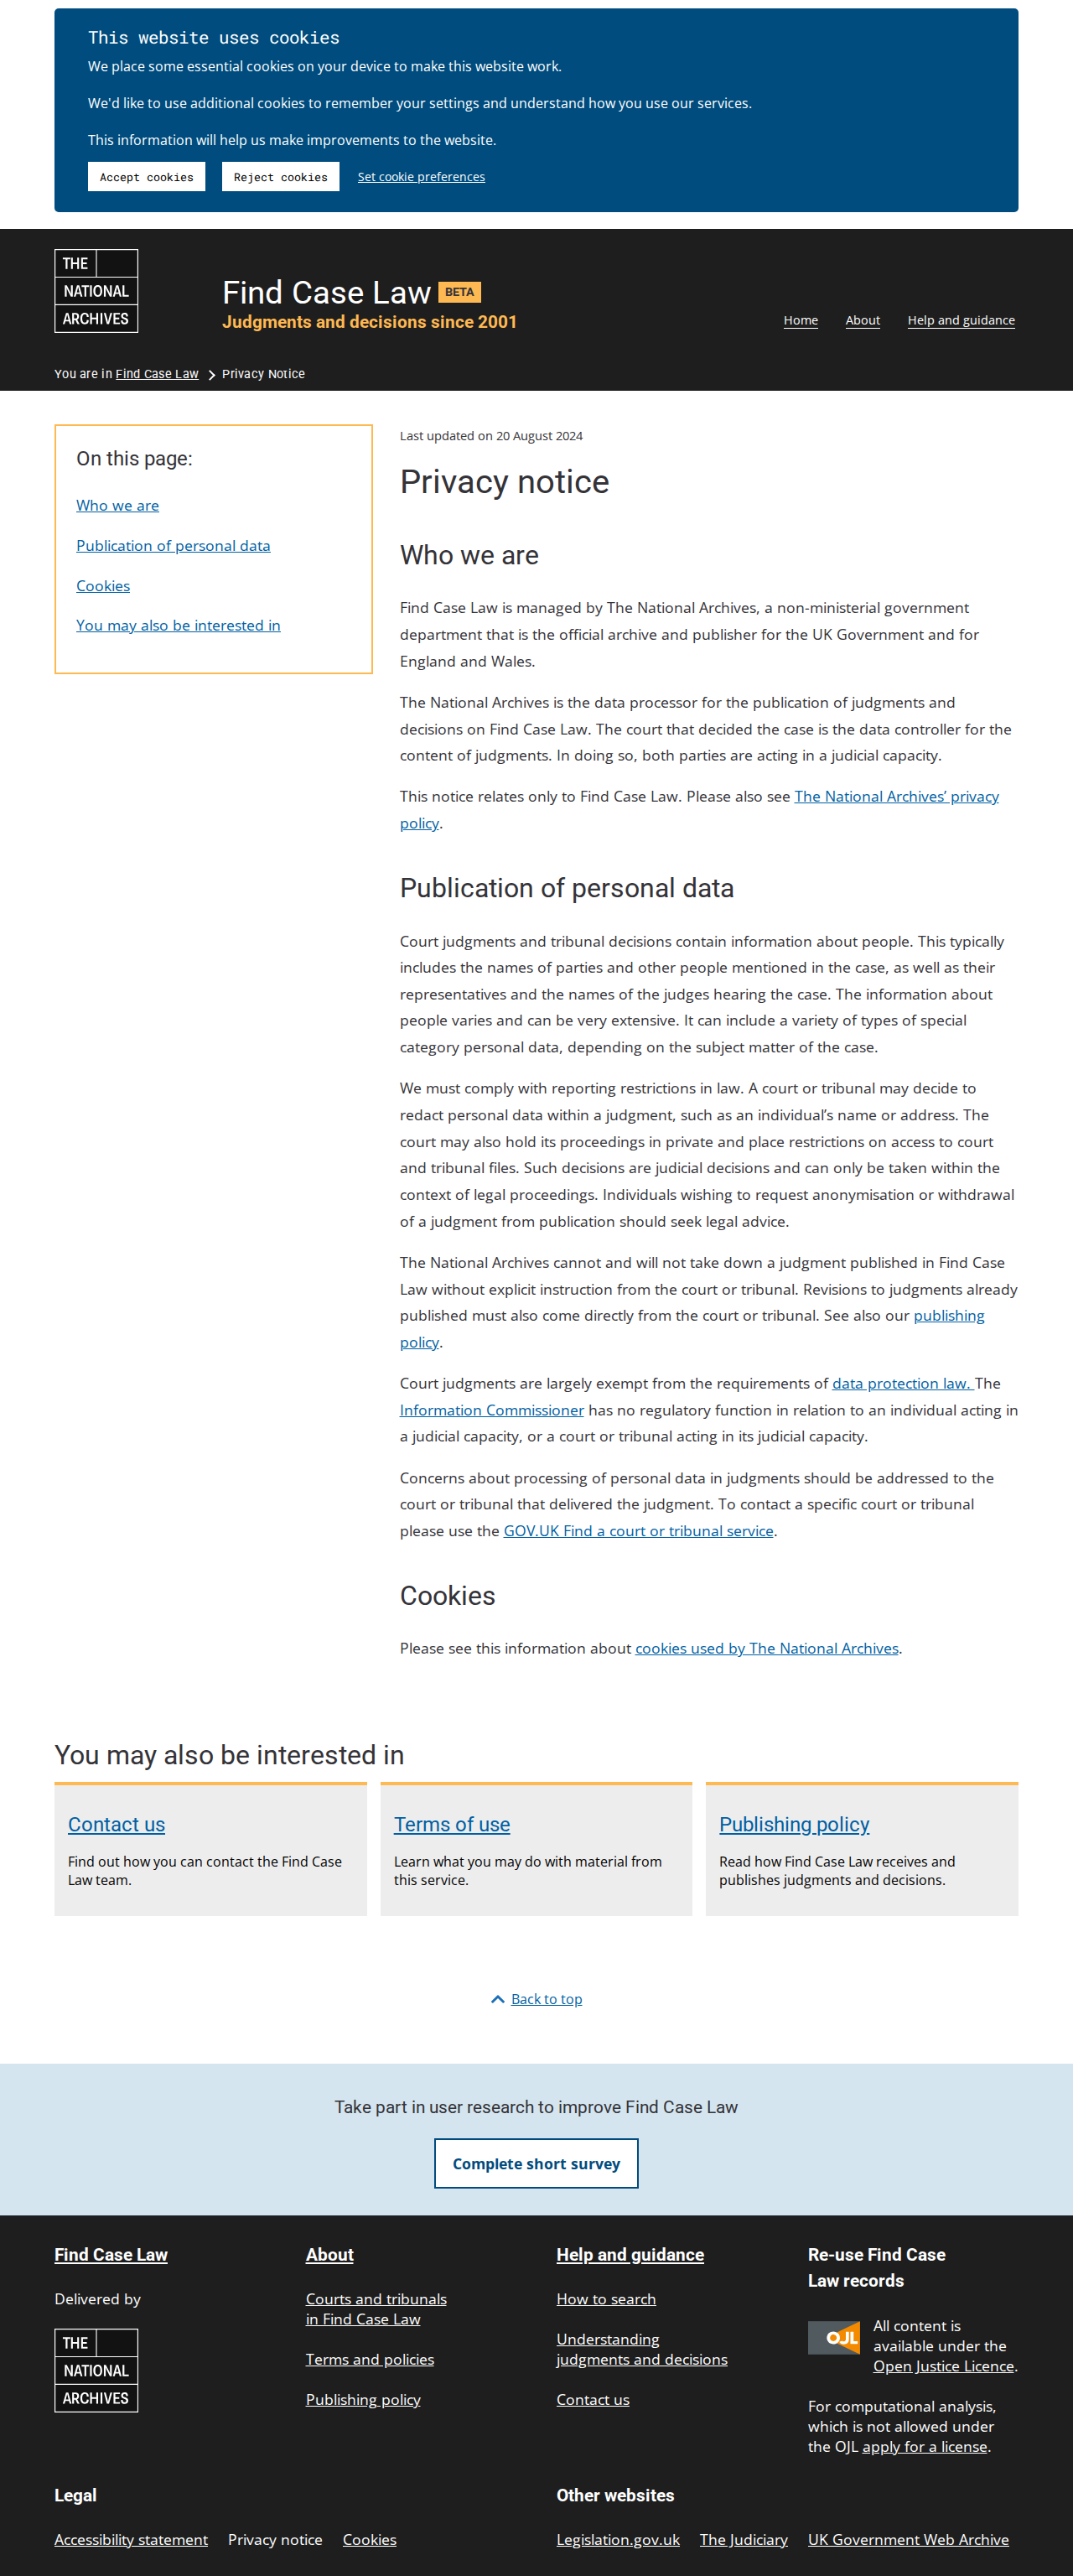 This website uses cookies
We place some essential cookies on your device to make this website work.
We'd like to use additional cookies to remember your settings and understand how you use our services.
This information will help us make improvements to the website.
Accept cookies
Reject cookies
Set cookie preferences
THE
NATIONAL
ARCHIVES
Find Case Law BETA
Judgments and decisions since 2001
Home
About
Help and guidance
You are in Find Case Law
Privacy Notice
On this page:
Who we are
Publication of personal data
Cookies
You may also be interested in
Last updated on 20 August 2024
Privacy notice
Who we are
Find Case Law is managed by The National Archives, a non-ministerial government
department that is the official archive and publisher for the UK Government and for
England and Wales.
The National Archives is the data processor for the publication of judgments and
decisions on Find Case Law. The court that decided the case is the data controller for the
content of judgments. In doing so, both parties are acting in a judicial capacity.
This notice relates only to Find Case Law. Please also see The National Archives’ privacy
policy.
Publication of personal data
Court judgments and tribunal decisions contain information about people. This typically
includes the names of parties and other people mentioned in the case, as well as their
representatives and the names of the judges hearing the case. The information about
people varies and can be very extensive. It can include a variety of types of special
category personal data, depending on the subject matter of the case.
We must comply with reporting restrictions in law. A court or tribunal may decide to
redact personal data within a judgment, such as an individual’s name or address. The
court may also hold its proceedings in private and place restrictions on access to court
and tribunal files. Such decisions are judicial decisions and can only be taken within the
context of legal proceedings. Individuals wishing to request anonymisation or withdrawal
of a judgment from publication should seek legal advice.
The National Archives cannot and will not take down a judgment published in Find Case
Law without explicit instruction from the court or tribunal. Revisions to judgments already
published must also come directly from the court or tribunal. See also our publishing
policy.
Court judgments are largely exempt from the requirements of data protection law. The
Information Commissioner has no regulatory function in relation to an individual acting in
a judicial capacity, or a court or tribunal acting in its judicial capacity.
Concerns about processing of personal data in judgments should be addressed to the
court or tribunal that delivered the judgment. To contact a specific court or tribunal
please use the GOV.UK Find a court or tribunal service.
Cookies
Please see this information about cookies used by The National Archives.
You may also be interested in
Contact us
Find out how you can contact the Find Case
Law team.
Terms of use
Learn what you may do with material from
this service.
Publishing policy
Read how Find Case Law receives and
publishes judgments and decisions.
Back to top
Take part in user research to improve Find Case Law
Complete short survey
Find Case Law
Delivered by
THE
NATIONAL
ARCHIVES
About
Courts and tribunals
in Find Case Law
Terms and policies
Publishing policy
Help and guidance
How to search
Understanding
judgments and decisions
Contact us
Re-use Find Case
Law records
OJL
All content is
available under the
Open Justice Licence.
For computational analysis,
which is not allowed under
the OJL apply for a license.
Legal
Accessibility statement
Privacy notice
Cookies
Other websites
Legislation.gov.uk
The Judiciary
UK Government Web Archive